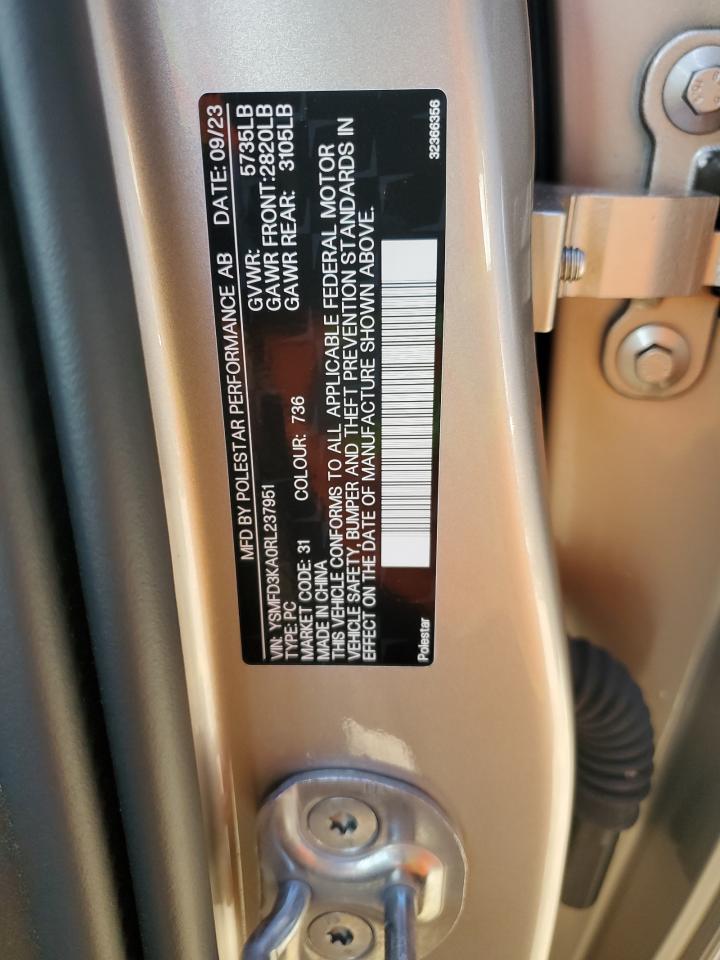 MFD BY POLESTAR PERFORMANCE AB DATE: 09/23
VIN: YSMFD3KA0RL237951 GVWR: 5735LB
TYPE: PC GAWR FRONT:2820LB
MARKET CODE: 31 COLOUR: 736 GAWR REAR: 3105LB
MADE IN CHINA
THIS VEHICLE CONFORMS TO ALL APPLICABLE FEDERAL MOTOR
VEHICLE SAFETY, BUMPER AND THEFT PREVENTION STANDARDS IN
EFFECT ON THE DATE OF MANUFACTURE SHOWN ABOVE.
Polestar 32366356